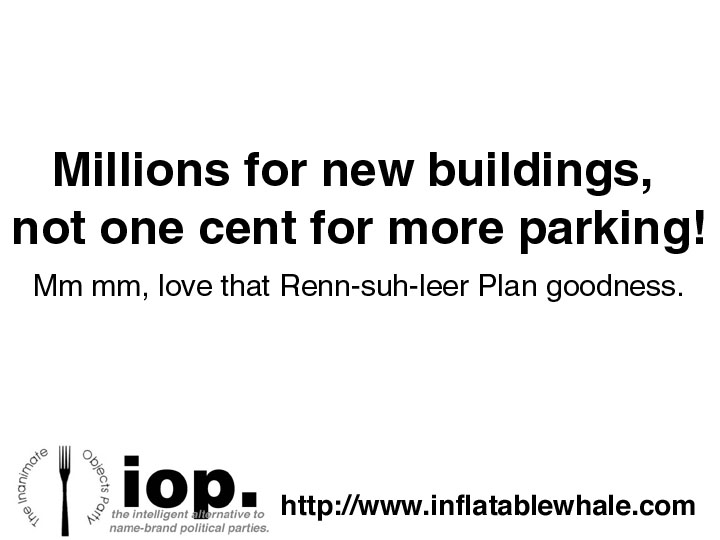 Millions for new buildings,
not one cent for more parking!
Mm mm, love that Renn-suh-leer Plan goodness.
The Inanimate
Objects Party
iop.
the intelligent alternative to
name-brand political parties.
http://www.inflatablewhale.com